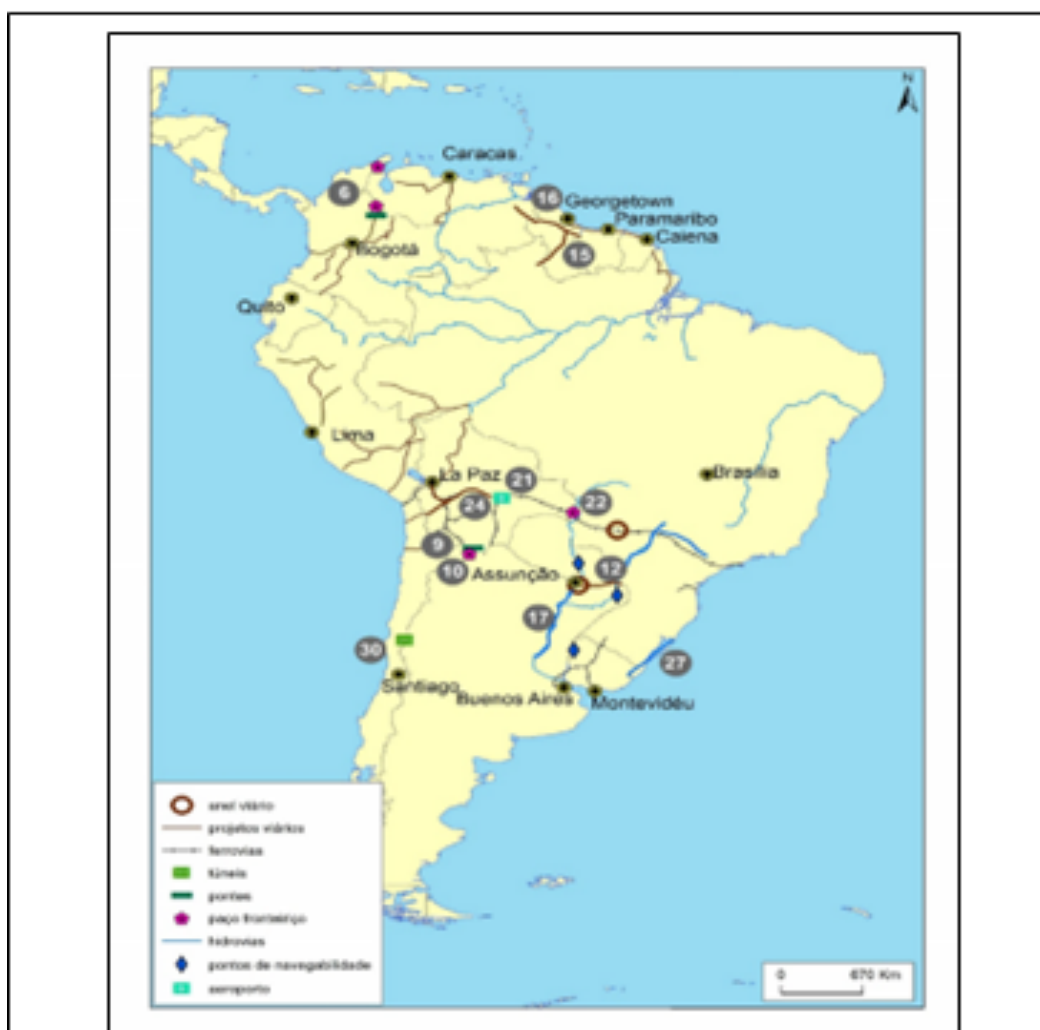 N
Caracas
6
16
Georgetown
Paramaribo
Caiena
15
Bogotá
Quito
Lima
La Paz
21
Brasília
24
22
9
10
Assunção
12
17
30
27
Santiago
Buenos Aires
Montevidéu
anel viário
projetos viários
ferrovias
túneis
pontes
paço fronteiriço
hidrovias
pontos de navegabilidade
aeroporto
0 670 Km